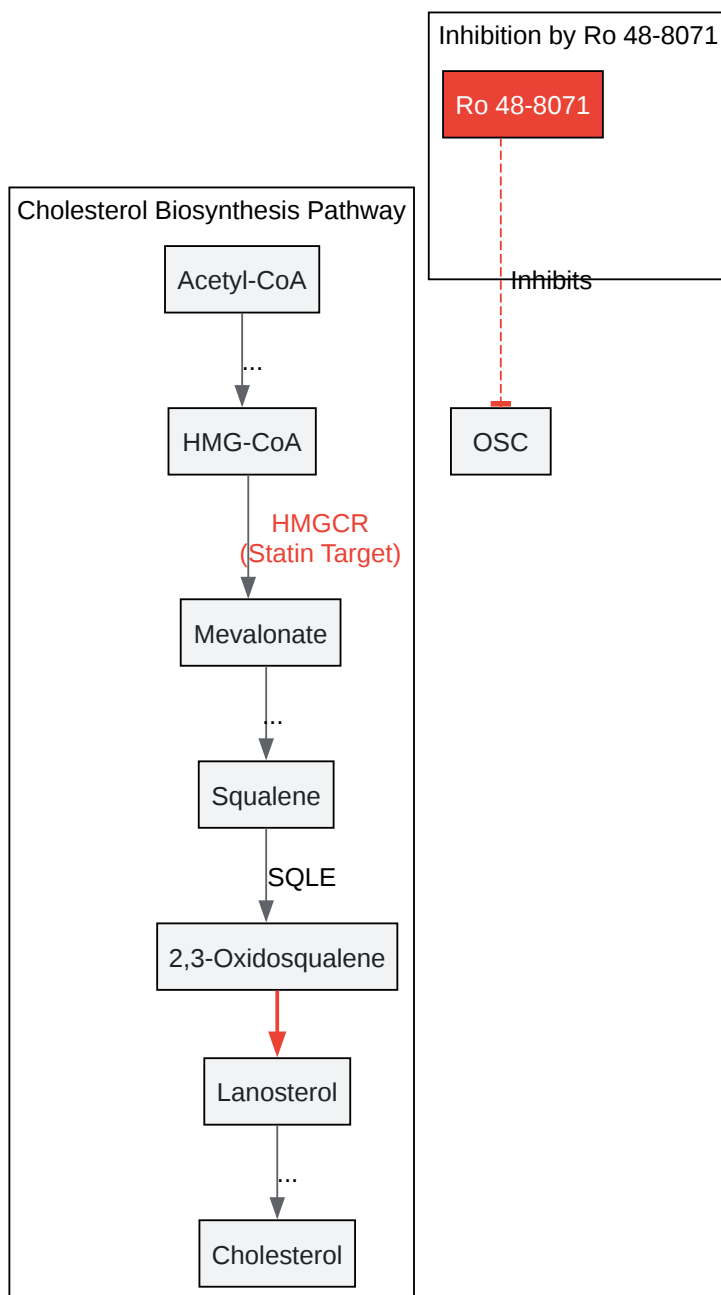 Inhibition by Ro 48-8071
Ro 48-8071
Inhibits
OSC
Cholesterol Biosynthesis Pathway
Acetyl-CoA
...
HMG-CoA
HMGCR
(Statin Target)
Mevalonate
...
Squalene
SQLE
2,3-Oxidosqualene
Lanosterol
...
Cholesterol